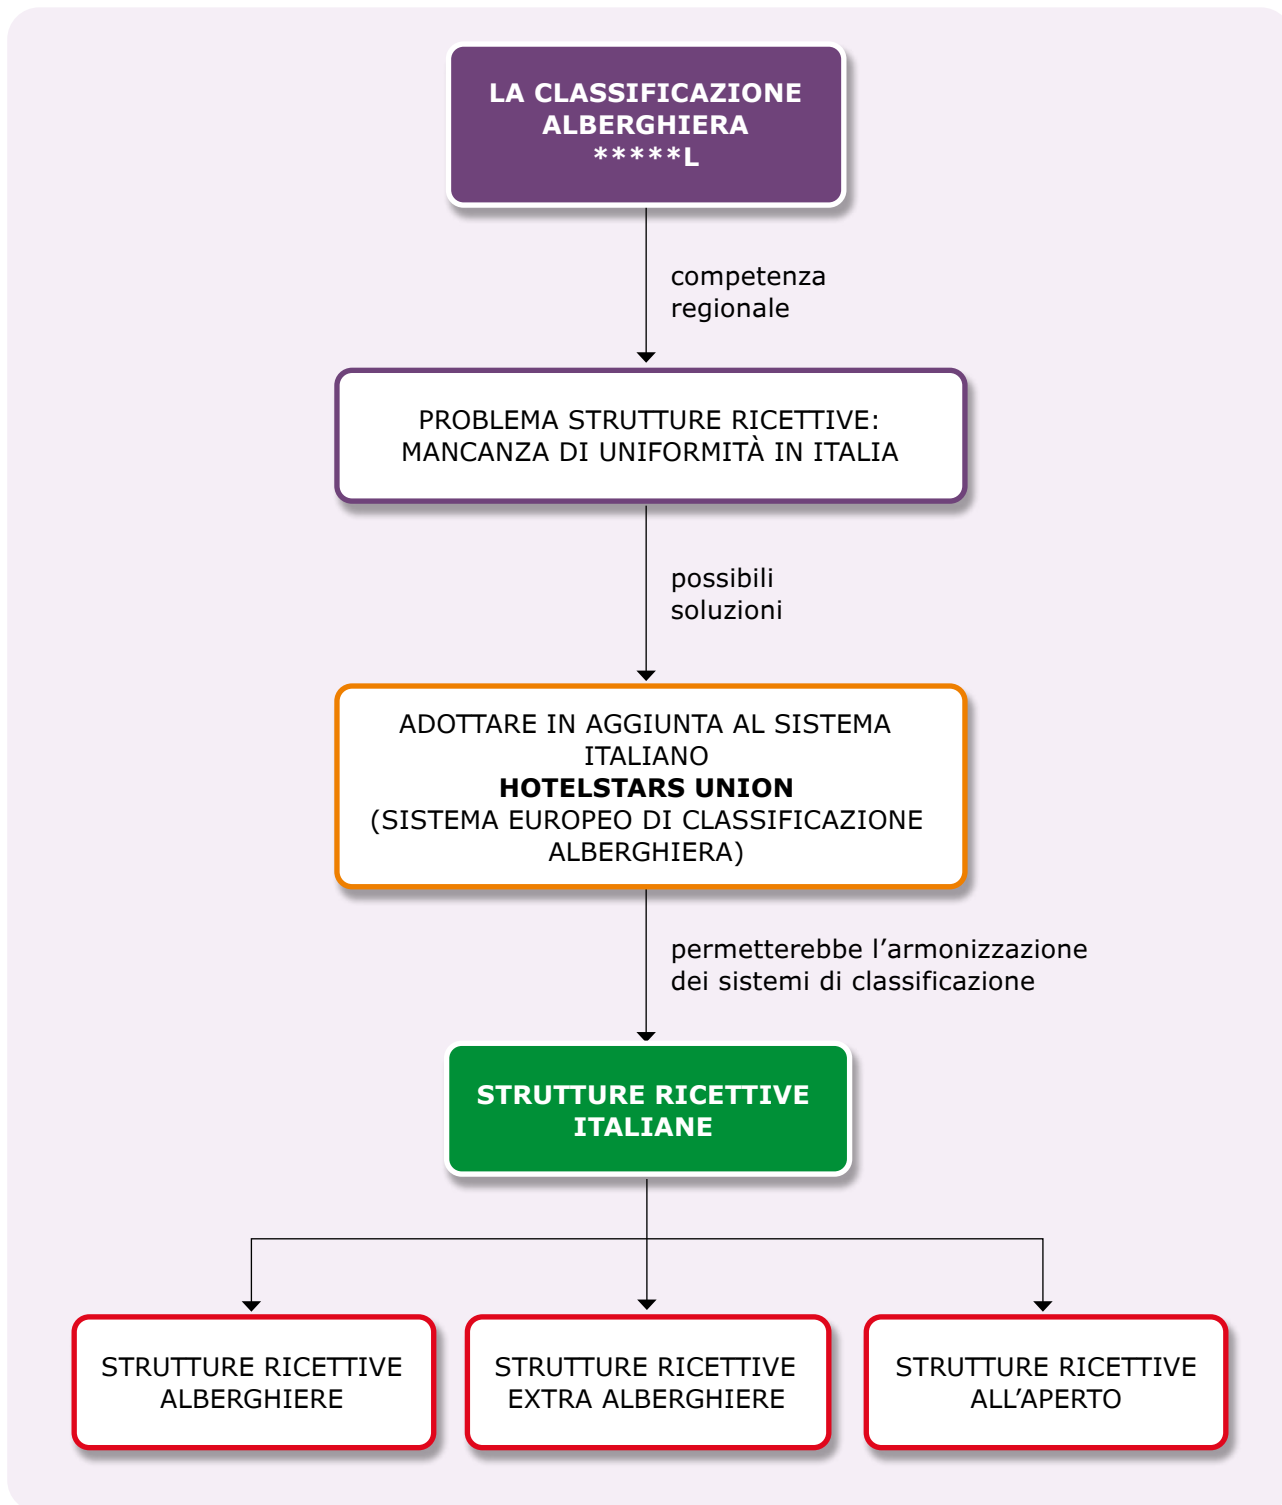 LA CLASSIFICAZIONE
ALBERGHIERA
*****L
competenza
regionale
PROBLEMA STRUTTURE RICETTIVE:
MANCANZA DI UNIFORMITÀ IN ITALIA
possibili
soluzioni
ADOTTARE IN AGGIUNTA AL SISTEMA
ITALIANO
HOTELSTARS UNION
(SISTEMA EUROPEO DI CLASSIFICAZIONE
ALBERGHIERA)
permetterebbe l’armonizzazione
dei sistemi di classificazione
STRUTTURE RICETTIVE
ITALIANE
STRUTTURE RICETTIVE
ALBERGHIERE
STRUTTURE RICETTIVE
EXTRA ALBERGHIERE
STRUTTURE RICETTIVE
ALL’APERTO